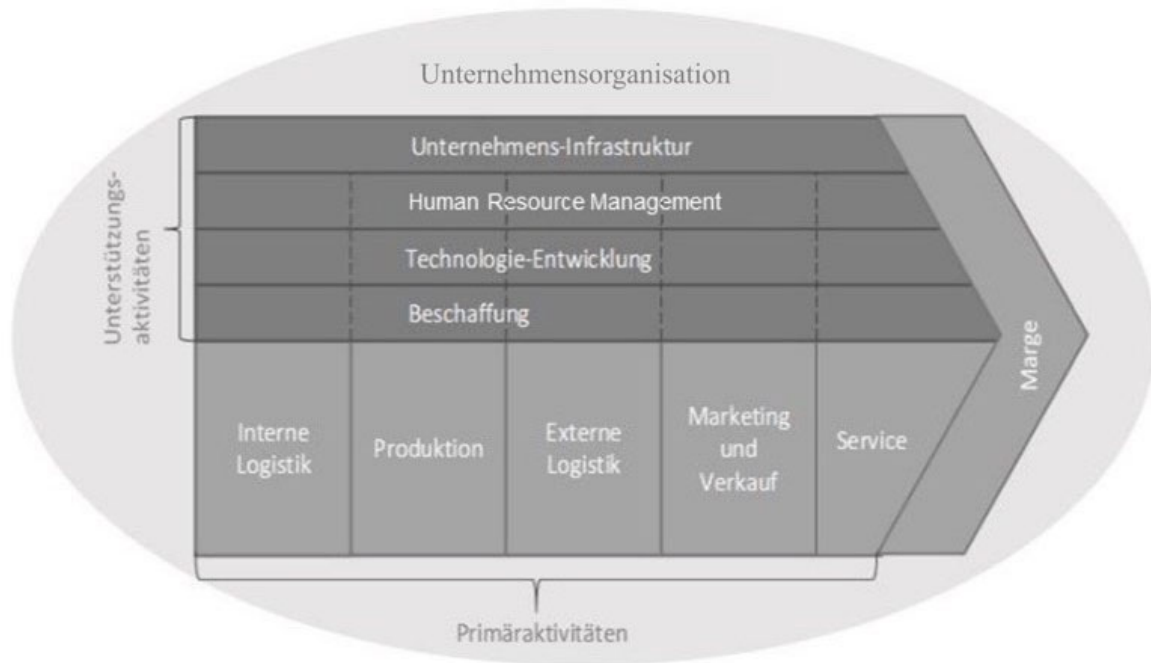 Unternehmensorganisation
Unternehmens-Infrastruktur
Human Resource Management
Technologie-Entwicklung
Beschaffung
Unterstützungs-
aktivitäten
Interne
Logistik
Produktion
Externe
Logistik
Marketing
und
Verkauf
Service
Marge
Primäraktivitäten